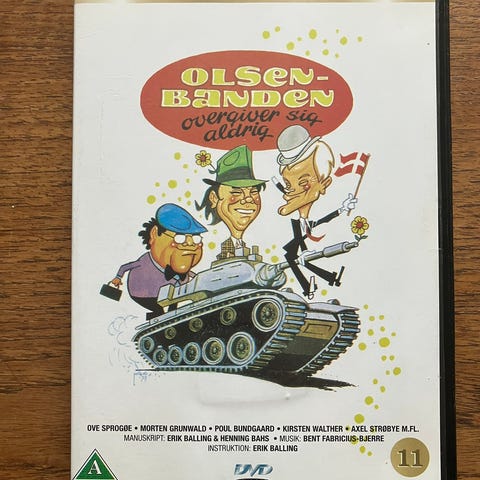 OLSEN-
BANDEN
overgiver sig
aldrig
OVE SPROGØE • MORTEN GRUNWALD • POUL BUNDGAARD • KIRSTEN WALTHER • AXEL STRØBYE M.FL.
MANUSKRIPT: ERIK BALLING & HENNING BAHS • MUSIK: BENT FABRICIUS-BJERRE
INSTRUKTION: ERIK BALLING
A
DVD
11